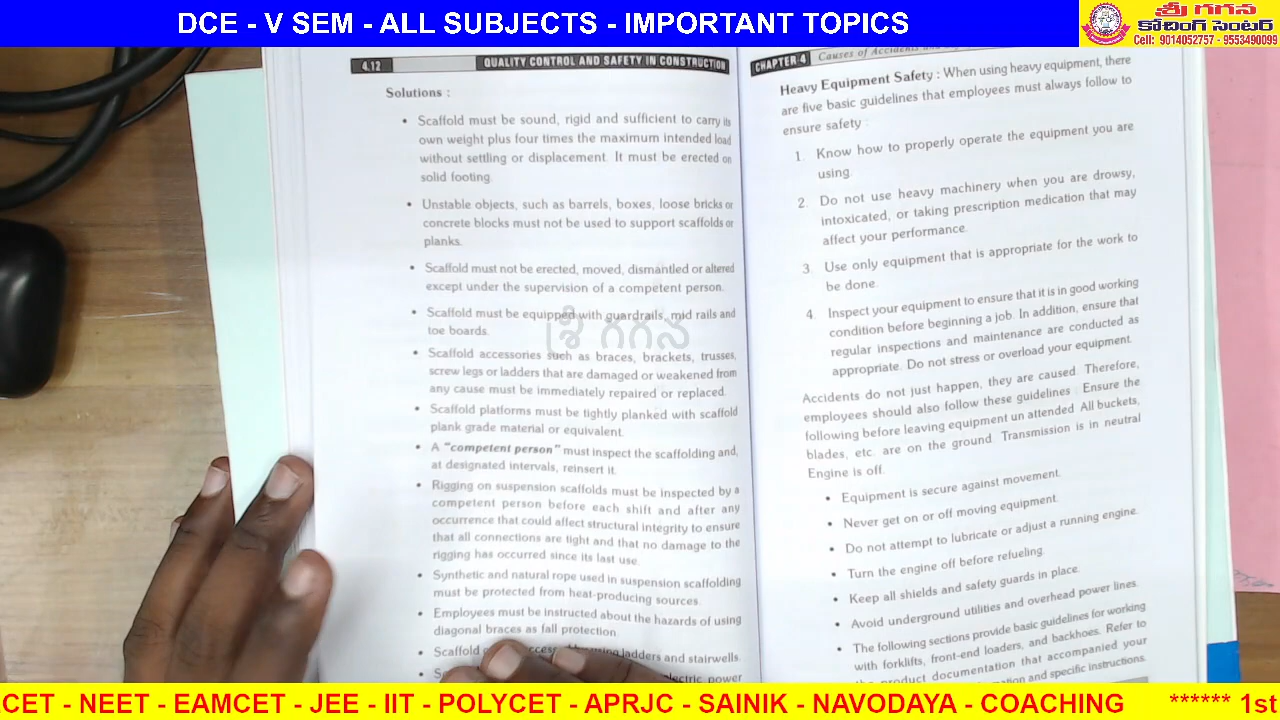 DCE - V SEM - ALL SUBJECTS - IMPORTANT TOPICS
శ్రీ గగన
కోచింగ్ సెంటర్
Cell: 9014052757 - 9553490099
4.12 QUALITY CONTROL AND SAFETY IN CONSTRUCTION
Solutions :
• Scaffold must be sound, rigid and sufficient to carry its
own weight plus four times the maximum intended load
without settling or displacement. It must be erected on
solid footing.
• Unstable objects, such as barrels, boxes, loose bricks or
concrete blocks must not be used to support scaffolds or
planks.
• Scaffold must not be erected, moved, dismantled or altered
except under the supervision of a competent person.
• Scaffold must be equipped with guardrails, mid rails and
toe boards.
• Scaffold accessories such as braces, brackets, trusses,
screw legs or ladders that are damaged or weakened from
any cause must be immediately repaired or replaced.
• Scaffold platforms must be tightly planked with scaffold
plank grade material or equivalent.
• A "competent person" must inspect the scaffolding and,
at designated intervals, reinsert it.
• Rigging on suspension scaffolds must be inspected by a
competent person before each shift and after any
occurrence that could affect structural integrity to ensure
that all connections are tight and that no damage to the
rigging has occurred since its last use.
• Synthetic and natural rope used in suspension scaffolding
must be protected from heat-producing sources.
• Employees must be instructed about the hazards of using
diagonal braces as fall protection.
• Scaffold ladders and stairwells.
electric power
శ్రీ గగన
CHAPTER 4 Causes of Accidents and
Heavy Equipment Safety : When using heavy equipment, there
are five basic guidelines that employees must always follow to
ensure safety :
1. Know how to properly operate the equipment you are
using.
2. Do not use heavy machinery when you are drowsy,
intoxicated, or taking prescription medication that may
affect your performance.
3. Use only equipment that is appropriate for the work to
be done.
4. Inspect your equipment to ensure that it is in good working
condition before beginning a job. In addition, ensure that
regular inspections and maintenance are conducted as
appropriate. Do not stress or overload your equipment.
Accidents do not just happen, they are caused. Therefore,
employees should also follow these guidelines : Ensure the
following before leaving equipment un attended. All buckets,
blades, etc. are on the ground. Transmission is in neutral
Engine is off.
• Equipment is secure against movement.
• Never get on or off moving equipment.
• Do not attempt to lubricate or adjust a running engine.
• Turn the engine off before refueling.
• Keep all shields and safety guards in place.
• Avoid underground utilities and overhead power lines.
• The following sections provide basic guidelines for working
with forklifts, front-end loaders, and backhoes. Refer to
the product documentation that accompanied your
and specific instructions.
CET - NEET - EAMCET - JEE - IIT - POLYCET - APRJC - SAINIK - NAVODAYA - COACHING ****** 1st